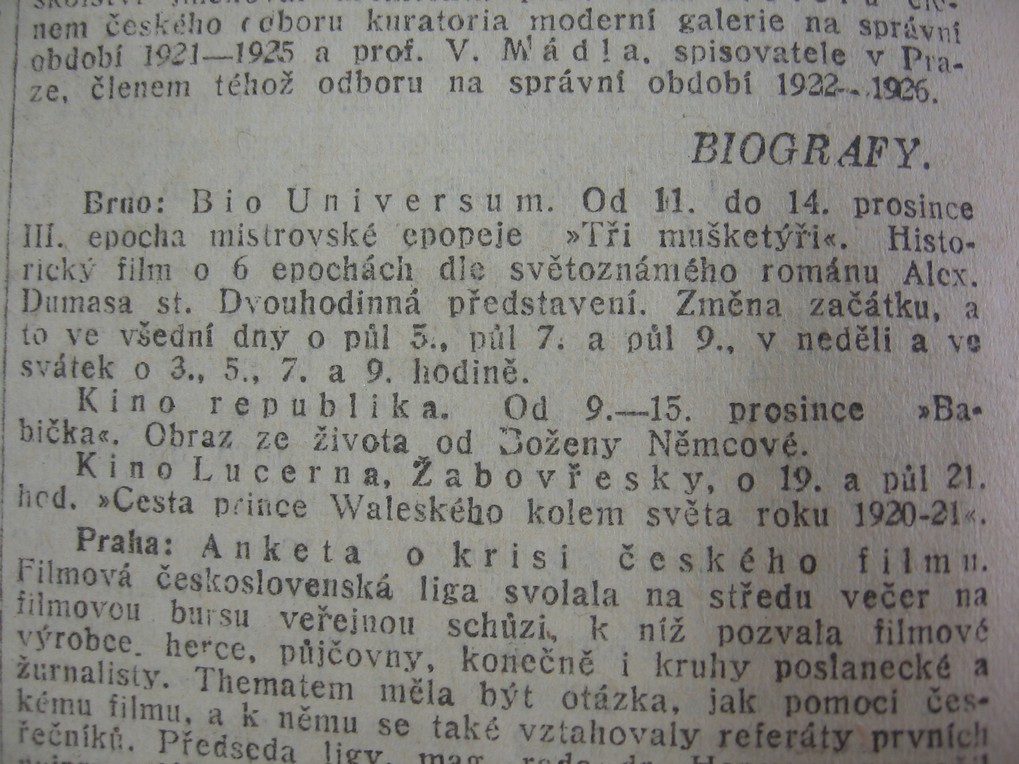 nem českého odboru kuratoria moderní galerie na správní
období 1921—1925 a prof. V. Mádla, spisovatele v Pra-
ze, členem téhož odboru na správní období 1922—1926.
BIOGRAFY.
Brno: Bio Universum. Od 11. do 14. prosince
III. epocha mistrovské epopeje »Tři mušketýři«. Histo-
rický film o 6 epochách dle světoznámého románu Alex.
Dumasa st. Dvouhodinná představení. Změna začátku, a
to ve všední dny o půl 5., půl 7. a půl 9., v neděli a ve
svátek o 3., 5., 7. a 9. hodině.
Kino republika. Od 9.—15. prosince »Ba-
bička«. Obraz ze života od Boženy Němcové.
Kino Lucerna, Žabovřesky, o 19. a půl 21.
hod. »Cesta prince Waleského kolem světa roku 1920-21«.
Praha: Anketa o krisi českého filmu.
Filmová československá liga svolala na středu večer na
filmovou bursu veřejnou schůzi, k níž pozvala filmové
výrobce, herce, půjčovny, konečně i kruhy poslanecké a
žurnalisty. Thematem měla být otázka, jak pomoci čes-
kému filmu, a k němu se také vztahovaly referáty prvních
řečníků. Předseda ligy, mag. rada dr.